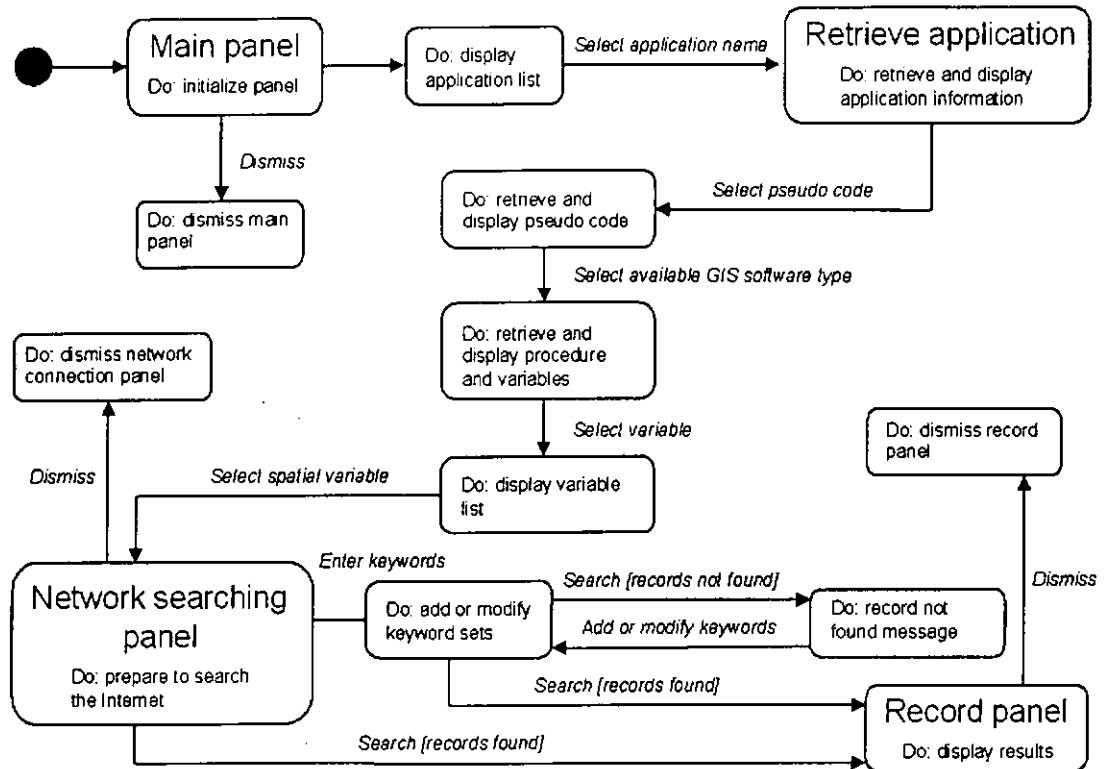 Main panel
Do: initialize panel
Do: display
application list
Select application name
Retrieve application
Do: retrieve and display
application information
Dismiss
Do: dismiss main
panel
Do: retrieve and
display pseudo code
Select pseudo code
Select available GIS software type
Do: retrieve and
display procedure
and variables
Do: dismiss network
connection panel
Select variable
Do: dismiss record
panel
Dismiss
Select spatial variable
Do: display variable
list
Enter keywords
Network searching
panel
Do: prepare to search
the Internet
Do: add or modify
keyword sets
Search [records not found]
Add or modify keywords
Do: record not
found message
Dismiss
Search [records found]
Search [records found]
Record panel
Do: display results